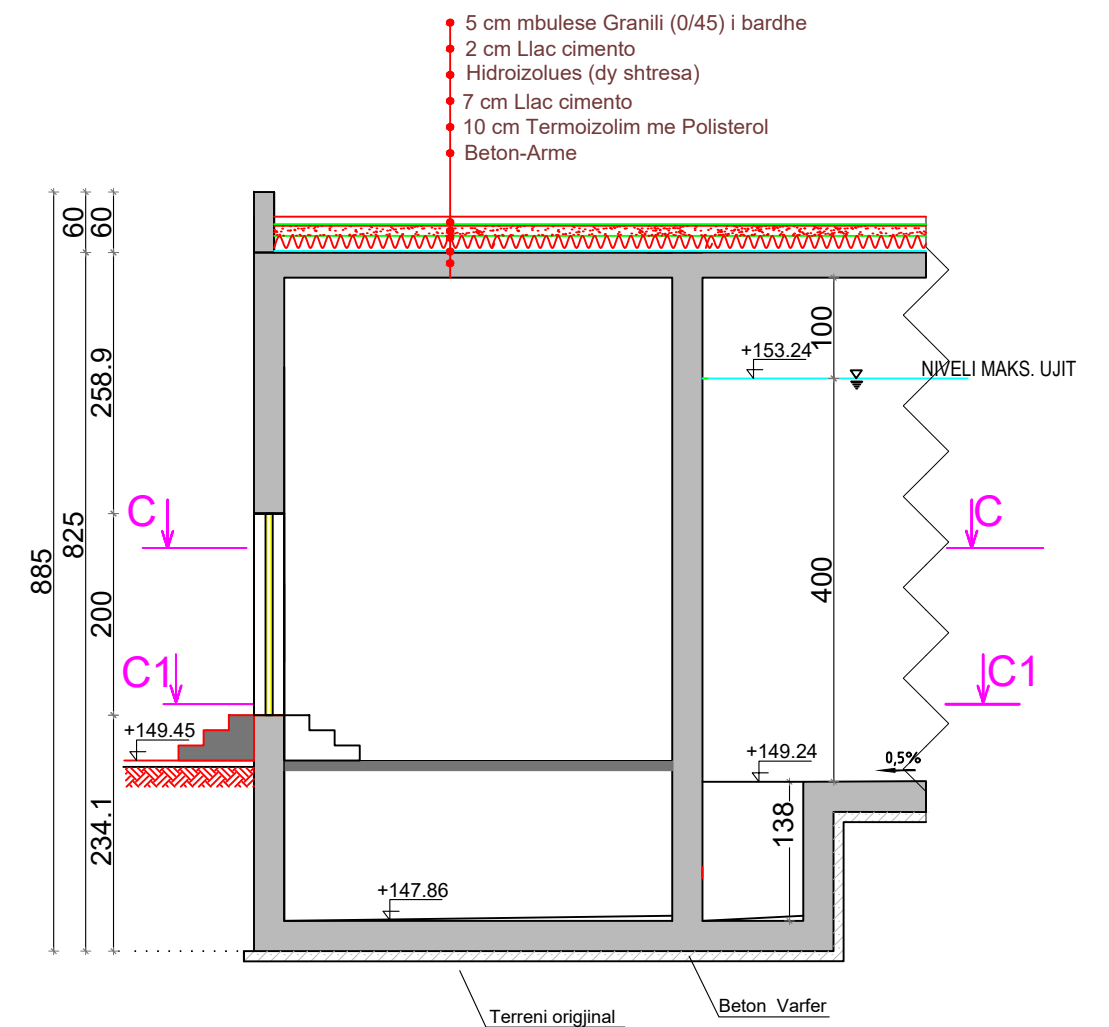 5 cm mbulese Granili (0/45) i bardhe
2 cm Llac cimento
Hidroizolues (dy shtresa)
7 cm Llac cimento
10 cm Termoizolim me Polisterol
Beton-Arme
60
60
258.9
825
885
200
234.1
100
+153.24
NIVELI MAKS. UJIT
C
C
400
C1
C1
+149.45
+149.24
0,5%
138
+147.86
Terreni origjinal
Beton Varfer